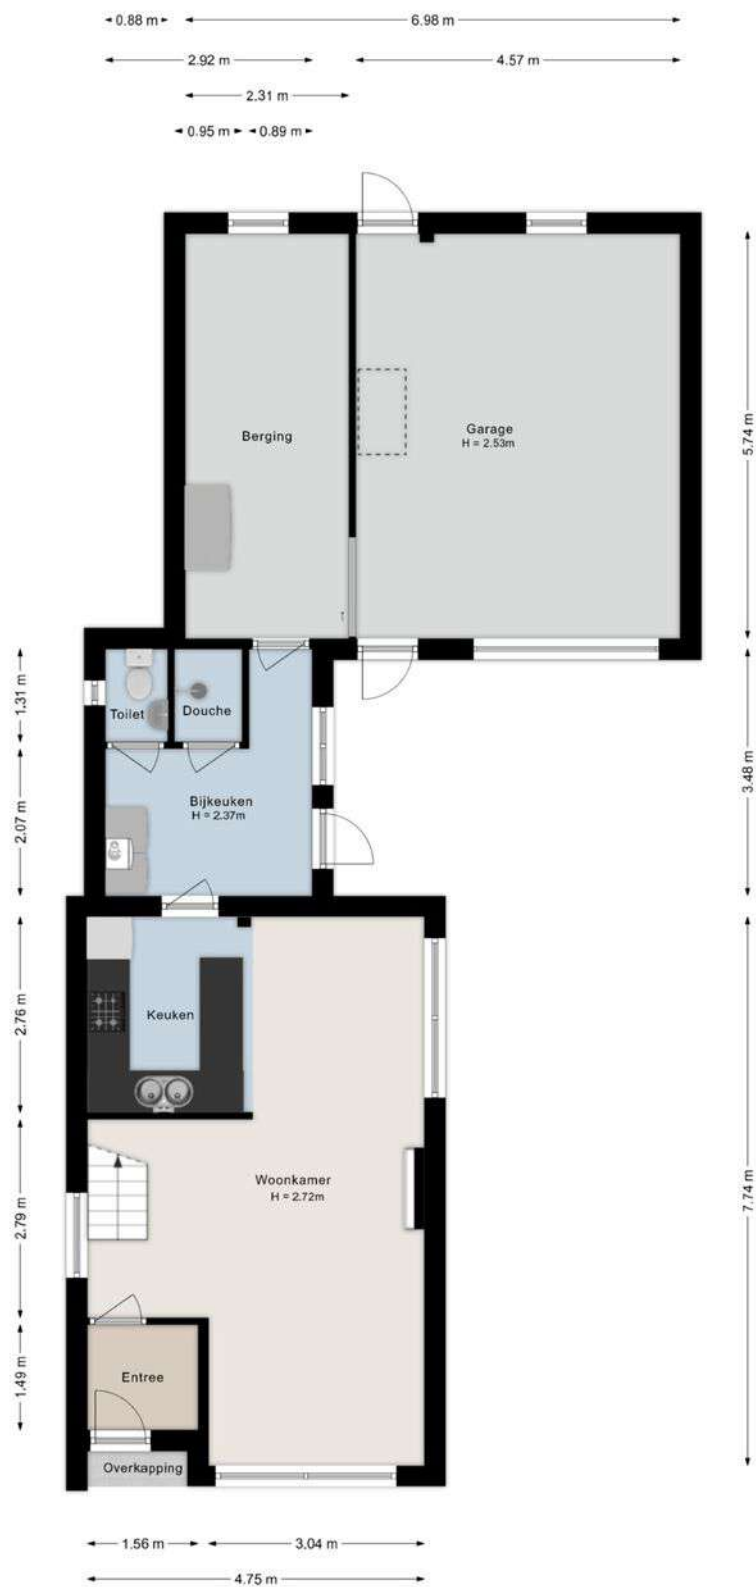 0.88 m
6.98 m
2.92 m
4.57 m
2.31 m
0.95 m
0.89 m
5.74 m
Berging
Garage
H = 2.53m
1.31 m
Toilet
Douche
3.48 m
2.07 m
Bijkeuken
H = 2.37m
2.76 m
Keuken
Woonkamer
H = 2.72m
7.74 m
2.79 m
1.49 m
Entree
Overkapping
1.56 m
3.04 m
4.75 m